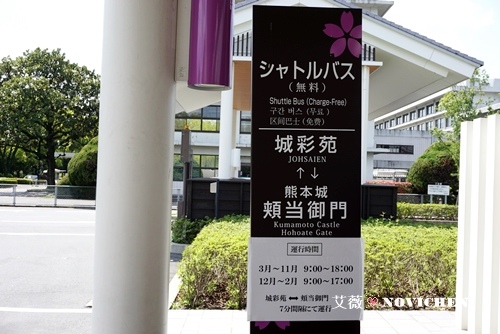 シャトルバス
(無料)
Shuttle Bus (Charge-Free)
구간 버스 (무료)
区间巴士 (免费)
城彩苑
JOHSAIEN
↑↓
熊本城
頬当御門
Kumamoto Castle
Hohoate Gate
運行時間
3月〜11月 9:00〜18:00
12月〜2月 9:00〜17:00
城彩苑 ⟷ 頬当御門
7分間隔にて運行
艾薇 NOVICHEN